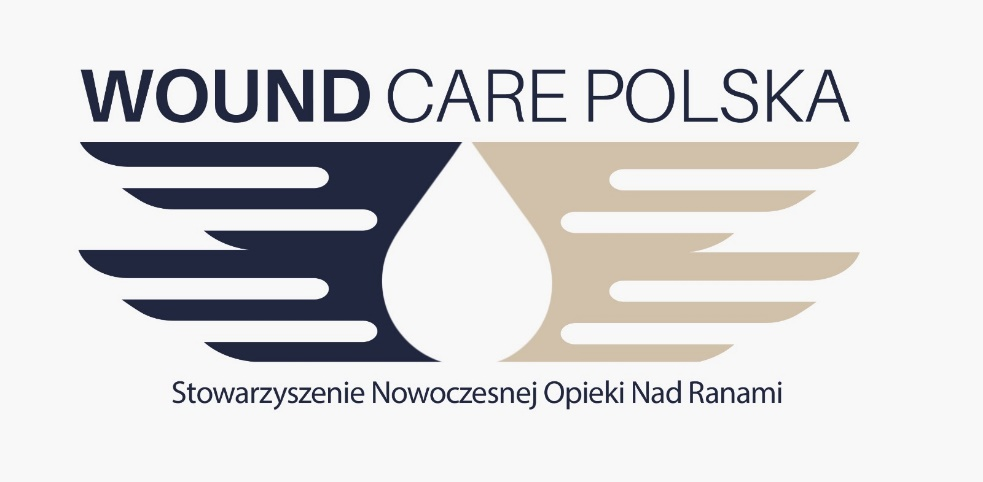 WOUND CARE POLSKA
Stowarzyszenie Nowoczesnej Opieki Nad Ranami